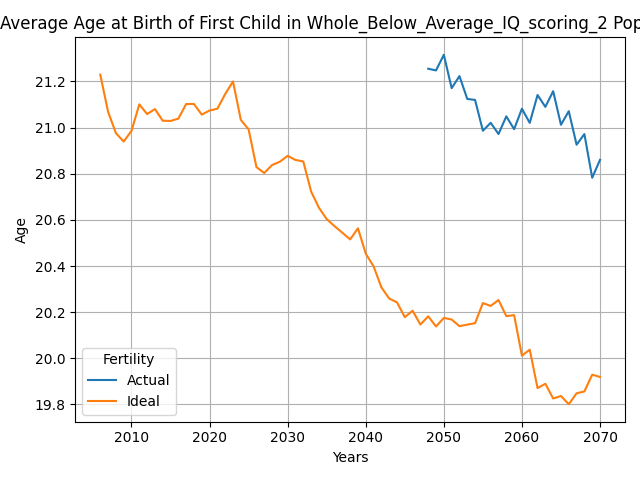 Average Age at Birth of First Child in Whole_Below_Average_IQ_scoring_2 Pop
21.2
21.0
20.8
20.6
20.4
20.2
20.0
19.8
Age
Fertility
Actual
Ideal
2010 2020 2030 2040 2050 2060 2070
Years